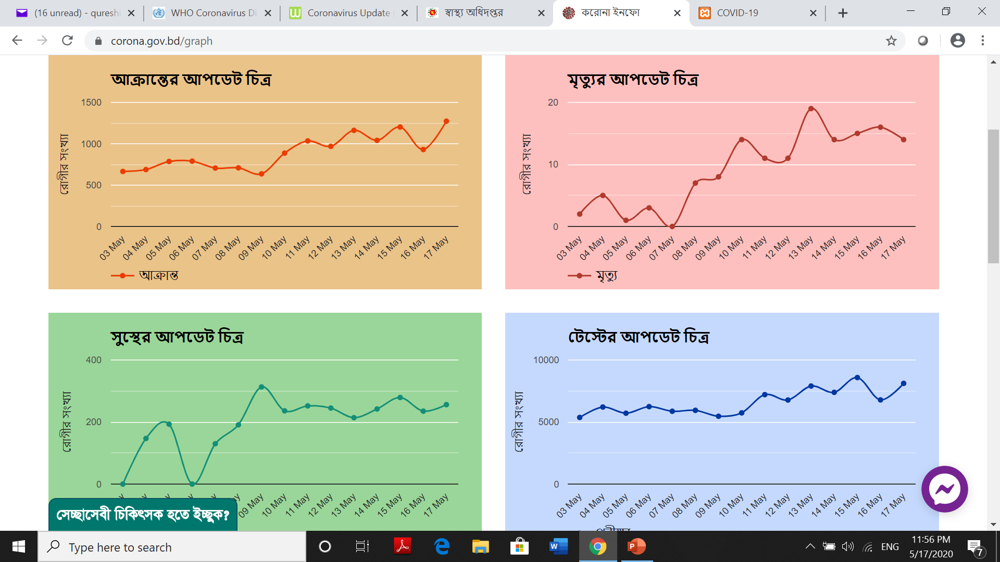 (16 unread) - qureshi
WHO Coronavirus Di
Coronavirus Update
স্বাস্থ্য অধিদপ্তর
করোনা ইনফো
COVID-19
corona.gov.bd/graph
আক্রান্তের আপডেট চিত্র
রোগীর সংখ্যা
1500
1000
500
0
03 May
04 May
05 May
06 May
07 May
08 May
09 May
10 May
11 May
12 May
13 May
14 May
15 May
16 May
17 May
আক্রান্ত
মৃত্যুর আপডেট চিত্র
রোগীর সংখ্যা
20
10
0
03 May
04 May
05 May
06 May
07 May
08 May
09 May
10 May
11 May
12 May
13 May
14 May
15 May
16 May
17 May
মৃত্যু
সুস্থের আপডেট চিত্র
রোগীর সংখ্যা
400
200
0
09 May
10 May
11 May
12 May
13 May
14 May
15 May
16 May
17 May
সেচ্ছাসেবী চিকিৎসক হতে ইচ্ছুক?
টেস্টের আপডেট চিত্র
রোগীর সংখ্যা
10000
5000
0
03 May
04 May
05 May
06 May
07 May
08 May
09 May
10 May
11 May
12 May
13 May
14 May
15 May
16 May
17 May
Type here to search
ENG
11:56 PM
5/17/2020
7